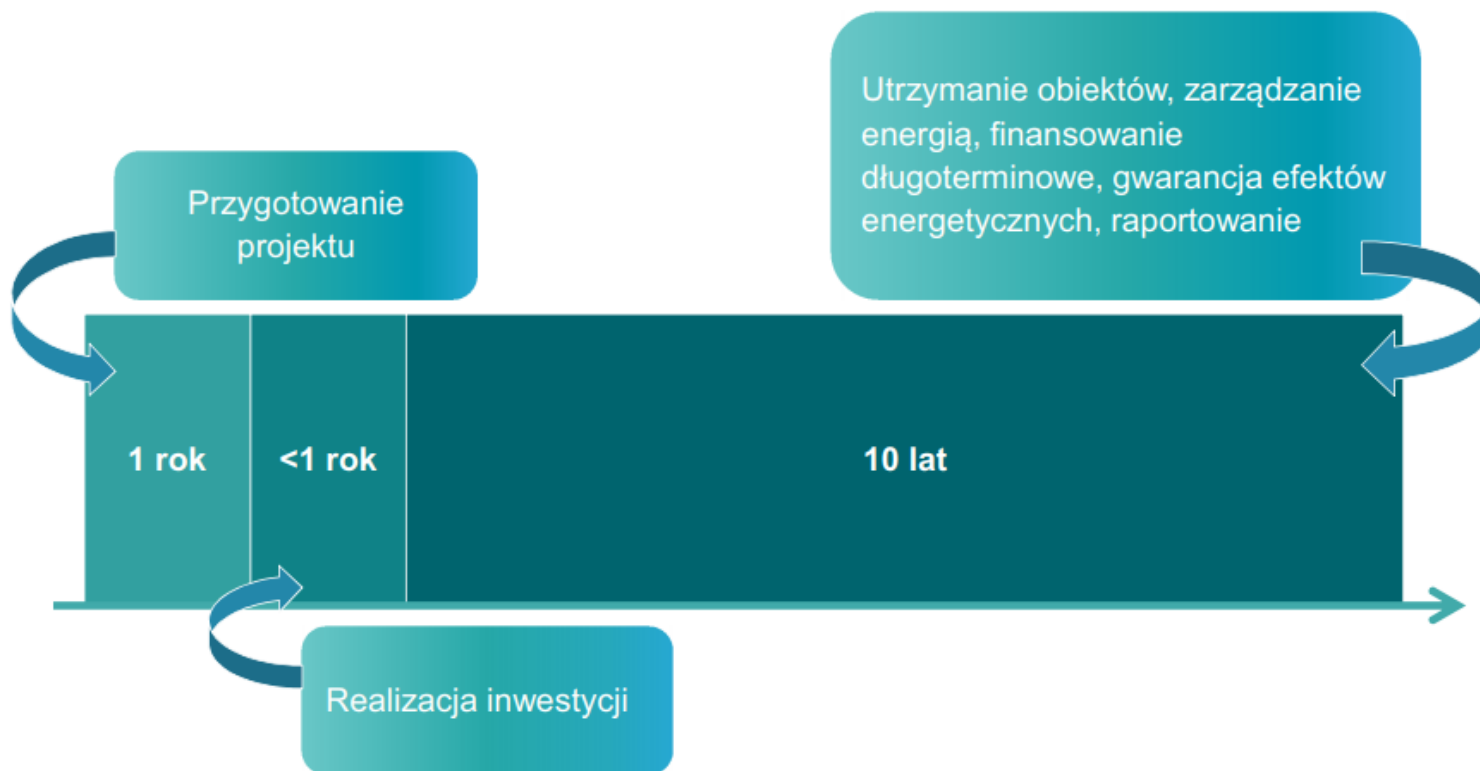 Przygotowanie
projektu
Utrzymanie obiektów, zarządzanie
energią, finansowanie
długoterminowe, gwarancja efektów
energetycznych, raportowanie
1 rok
<1 rok
10 lat
Realizacja inwestycji